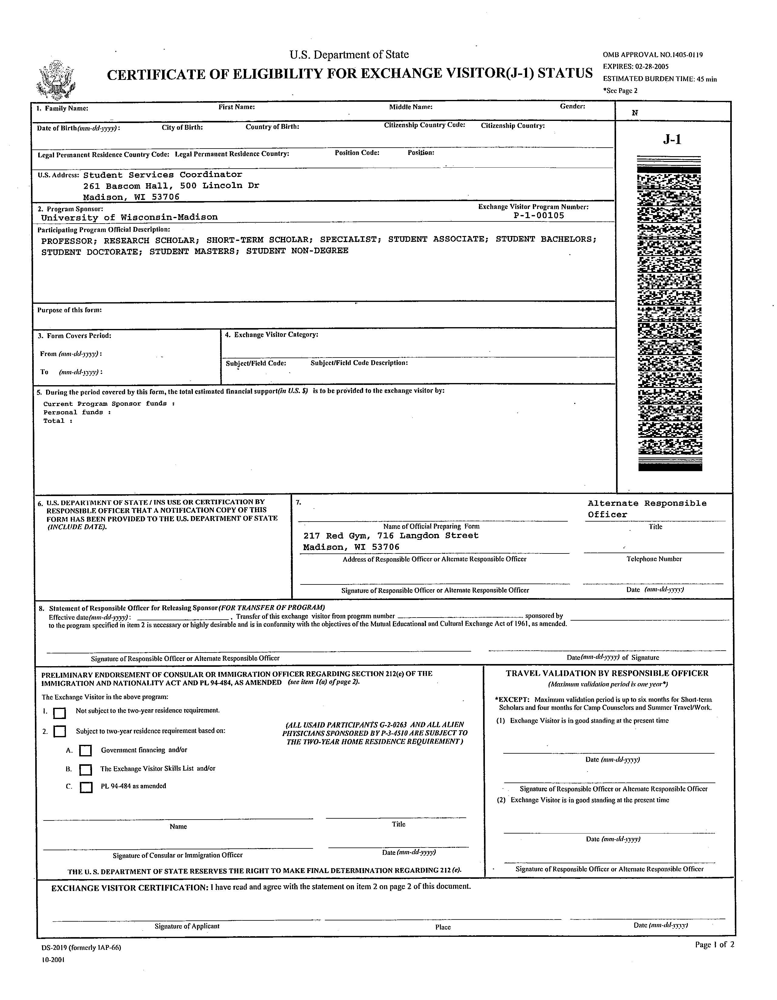 U.S. Department of State
CERTIFICATE OF ELIGIBILITY FOR EXCHANGE VISITOR(J-1) STATUS
OMB APPROVAL NO.1405-0119
EXPIRES: 02-28-2005
ESTIMATED BURDEN TIME: 45 min
*See Page 2
1. Family Name: First Name: Middle Name: Gender:
N
Date of Birth(mm-dd-yyyy): City of Birth: Country of Birth: Citizenship Country Code: Citizenship Country:
J-1
Legal Permanent Residence Country Code: Legal Permanent Residence Country: Position Code: Position:
U.S. Address: Student Services Coordinator
261 Bascom Hall, 500 Lincoln Dr
Madison, WI 53706
2. Program Sponsor: Exchange Visitor Program Number:
University of Wisconsin-Madison P-1-00105
Participating Program Official Description:
PROFESSOR; RESEARCH SCHOLAR; SHORT-TERM SCHOLAR; SPECIALIST; STUDENT ASSOCIATE; STUDENT BACHELORS;
STUDENT DOCTORATE; STUDENT MASTERS; STUDENT NON-DEGREE
Purpose of this form:
3. Form Covers Period: 4. Exchange Visitor Category:
From (mm-dd-yyyy):
Subject/Field Code: Subject/Field Code Description:
To (mm-dd-yyyy):
5. During the period covered by this form, the total estimated financial support(in U.S. $) is to be provided to the exchange visitor by:
Current Program Sponsor funds :
Personal funds :
Total :
6. U.S. DEPARTMENT OF STATE / INS USE OR CERTIFICATION BY
RESPONSIBLE OFFICER THAT A NOTIFICATION COPY OF THIS
FORM HAS BEEN PROVIDED TO THE U.S. DEPARTMENT OF STATE
(INCLUDE DATE).
7.
Alternate Responsible
Officer
Name of Official Preparing Form Title
217 Red Gym, 716 Langdon Street
Madison, WI 53706
Address of Responsible Officer or Alternate Responsible Officer Telephone Number
Signature of Responsible Officer or Alternate Responsible Officer Date (mm-dd-yyyy)
8. Statement of Responsible Officer for Releasing Sponsor(FOR TRANSFER OF PROGRAM)
Effective date(mm-dd-yyyy): , Transfer of this exchange visitor from program number sponsored by
to the program specified in item 2 is necessary or highly desirable and is in conformity with the objectives of the Mutual Educational and Cultural Exchange Act of 1961, as amended.
Signature of Responsible Officer or Alternate Responsible Officer Date(mm-dd-yyyy) of Signature
PRELIMINARY ENDORSEMENT OF CONSULAR OR IMMIGRATION OFFICER REGARDING SECTION 212(e) OF THE
IMMIGRATION AND NATIONALITY ACT AND PL 94-484, AS AMENDED (see item 1(a) of page 2).
The Exchange Visitor in the above program:
1. Not subject to the two-year residence requirement.
2. Subject to two-year residence requirement based on:
A. Government financing and/or
B. The Exchange Visitor Skills List and/or
C. PL 94-484 as amended
(ALL USAID PARTICIPANTS G-2-0263 AND ALL ALIEN
PHYSICIANS SPONSORED BY P-3-4510 ARE SUBJECT TO
THE TWO-YEAR HOME RESIDENCE REQUIREMENT)
Name Title
Signature of Consular or Immigration Officer Date (mm-dd-yyyy)
THE U. S. DEPARTMENT OF STATE RESERVES THE RIGHT TO MAKE FINAL DETERMINATION REGARDING 212 (e).
TRAVEL VALIDATION BY RESPONSIBLE OFFICER
(Maximum validation period is one year*)
*EXCEPT: Maximum validation period is up to six months for Short-term
Scholars and four months for Camp Counselors and Summer Travel/Work.
(1) Exchange Visitor is in good standing at the present time
Date (mm-dd-yyyy)
Signature of Responsible Officer or Alternate Responsible Officer
(2) Exchange Visitor is in good standing at the present time
Date (mm-dd-yyyy)
Signature of Responsible Officer or Alternate Responsible Officer
EXCHANGE VISITOR CERTIFICATION: I have read and agree with the statement on item 2 on page 2 of this document.
Signature of Applicant Place Date (mm-dd-yyyy)
DS-2019 (formerly IAP-66)
10-2001
Page 1 of 2